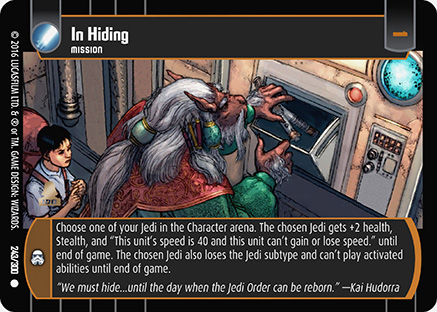 In Hiding
MISSION
Choose one of your Jedi in the Character arena. The chosen Jedi gets +2 health,
Stealth, and “This unit’s speed is 40 and this unit can’t gain or lose speed.” until
end of game. The chosen Jedi also loses the Jedi subtype and can’t play activated
abilities until end of game.
“We must hide...until the day when the Jedi Order can be reborn.” —Kai Hudorra
© 2016 LUCASFILM LTD. & ® or TM. GAME DESIGN: WIZARDS.
243/300